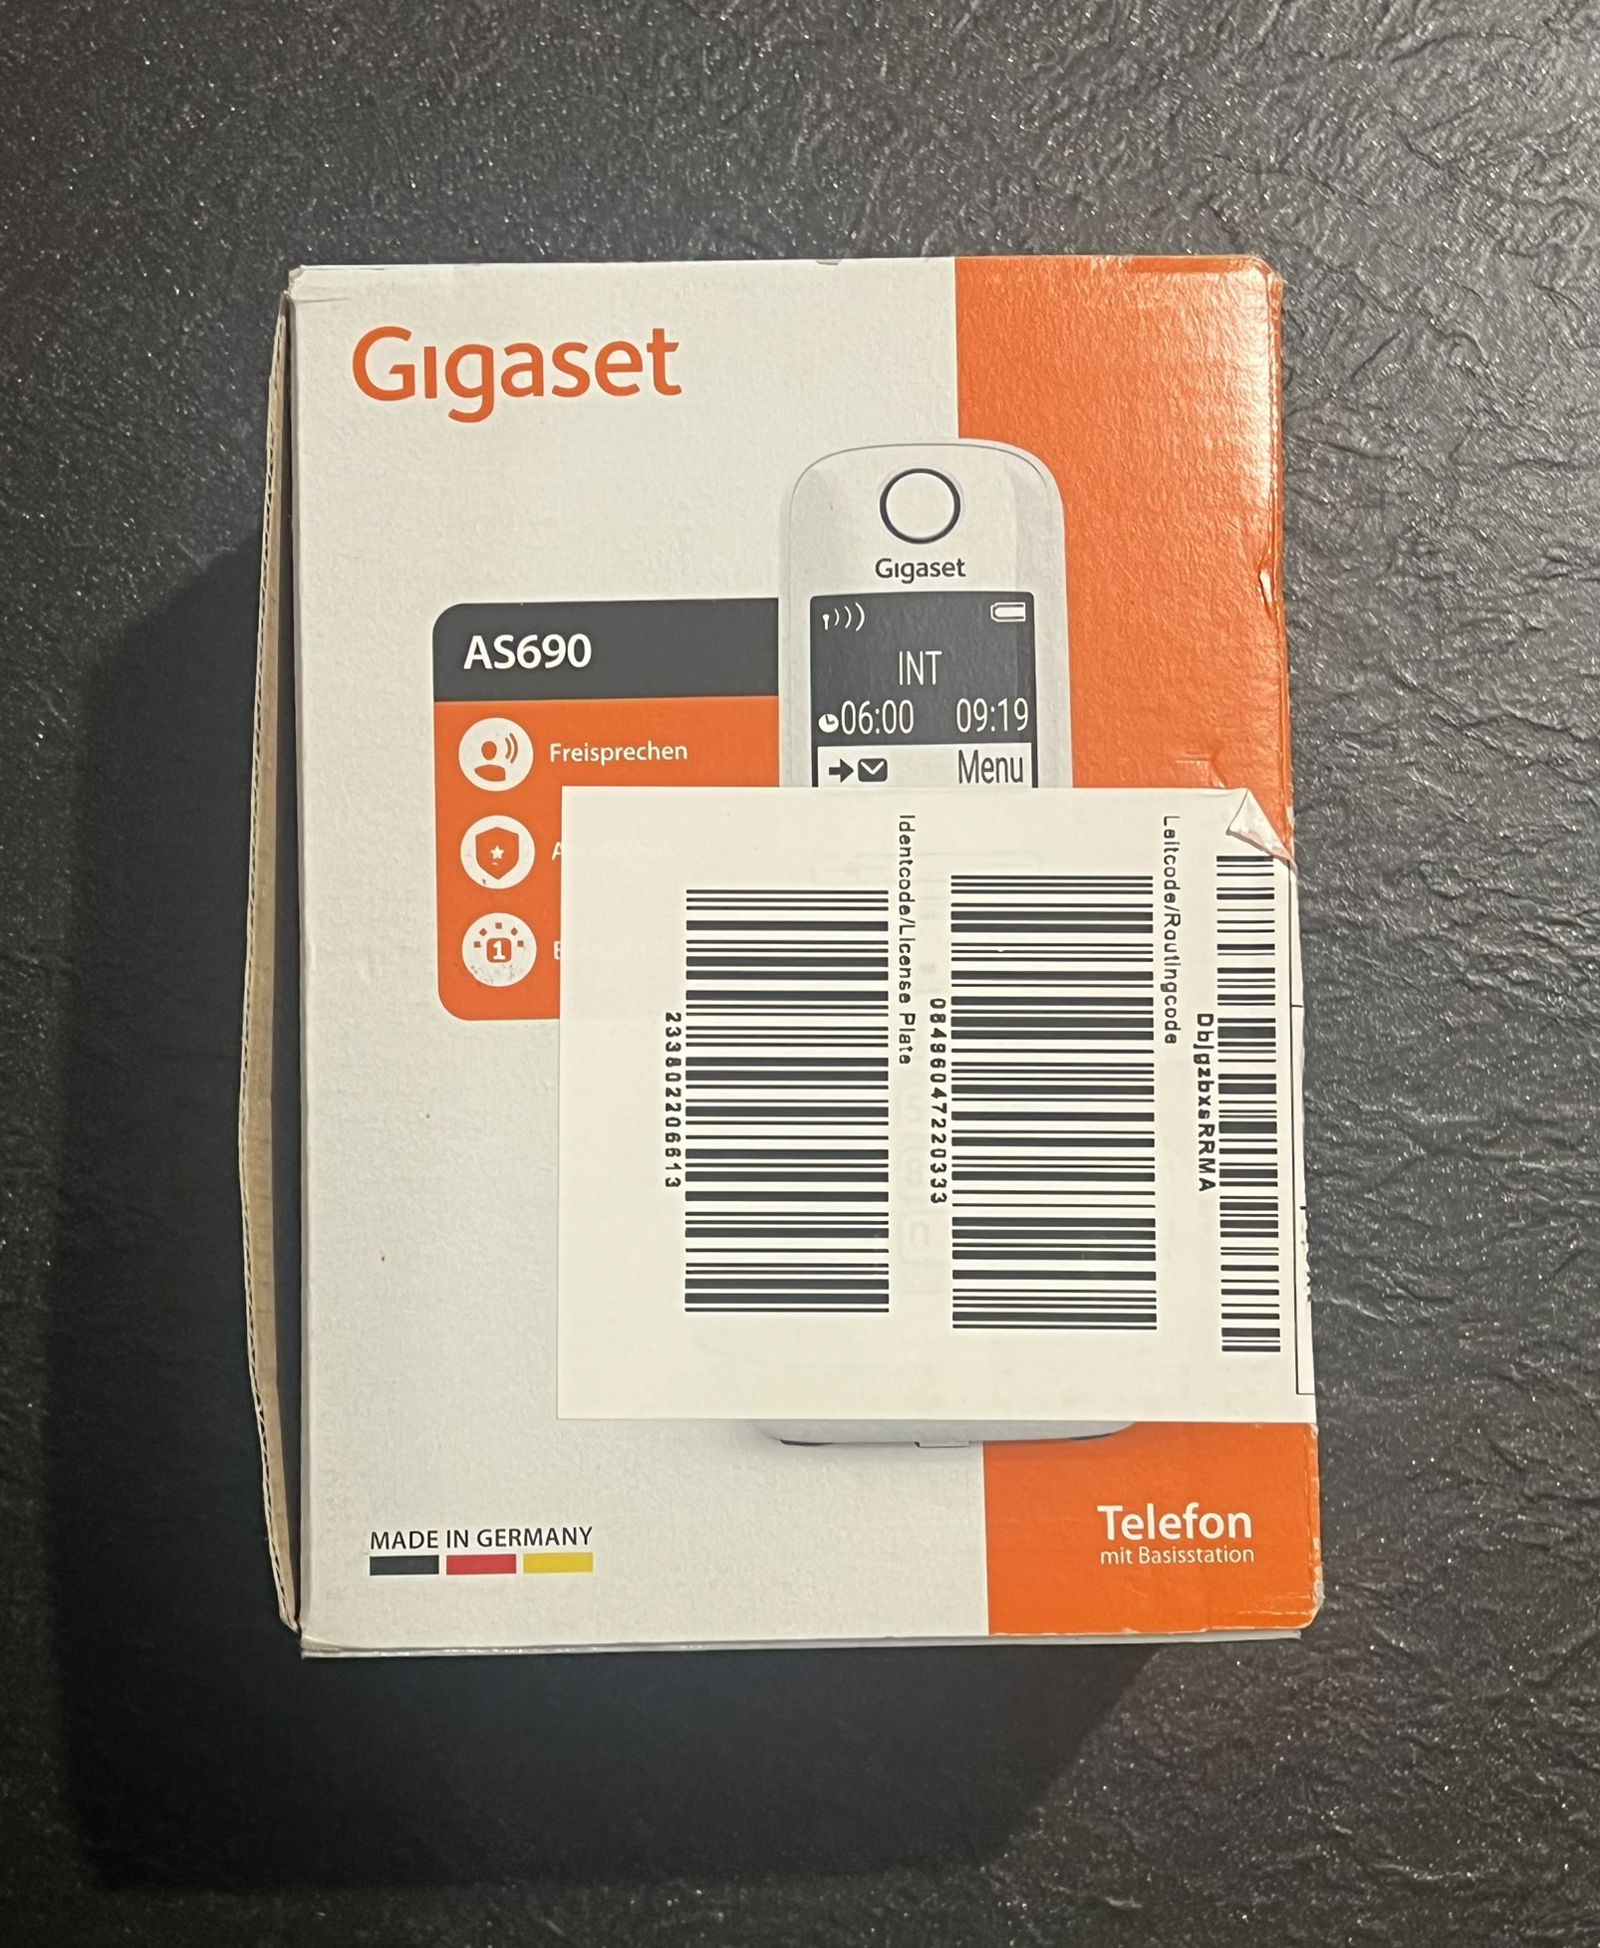 Gigaset
Gigaset
AS690
INT
06:00 09:19
Menu
Freisprechen
A
1
E
Identcode/License Plate
233802206613
Leitcode/Routingcode
08496047220333
DbjgzbxsRRMA
MADE IN GERMANY
Telefon
mit Basisstation